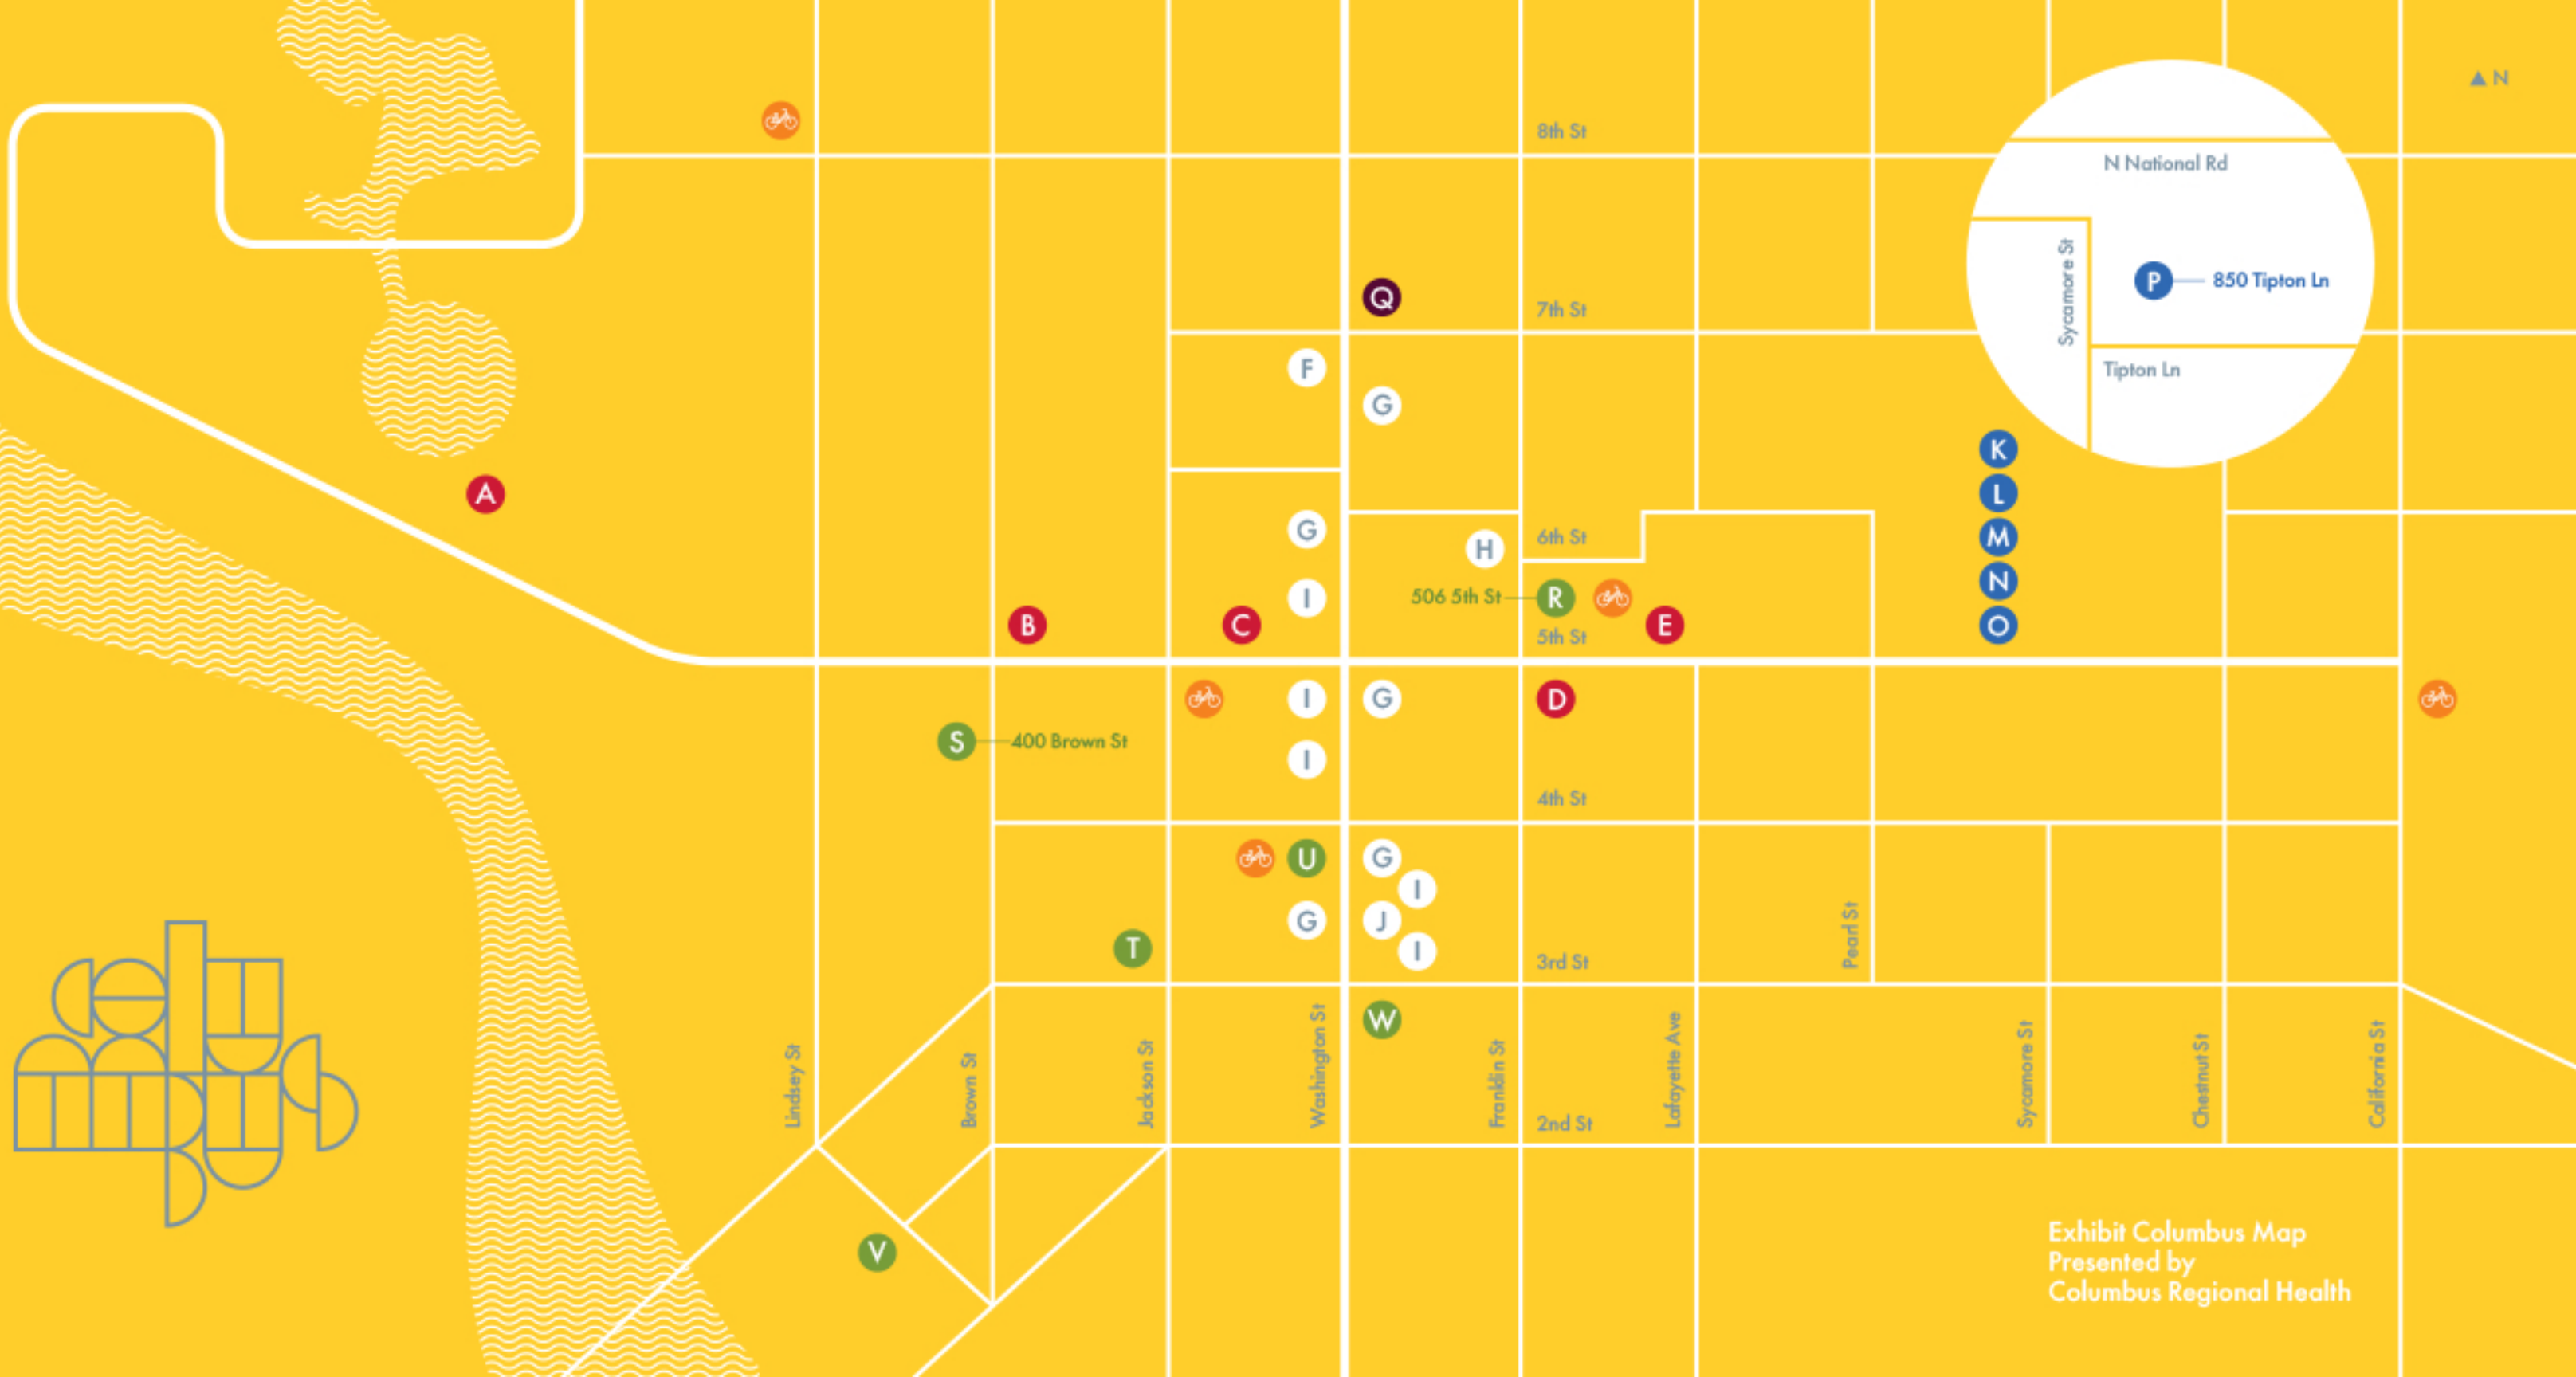 N
8th St
N National Rd
Sycamore St
P
850 Tipton Ln
Tipton Ln
Q
7th St
F
G
K
L
M
N
O
A
G
H
6th St
I
506 5th St
R
B
C
5th St
E
I
G
D
S
400 Brown St
I
4th St
U
G
I
G
J
I
T
3rd St
Pearl St
W
Lindsey St
Brown St
Jackson St
Washington St
Franklin St
2nd St
Lafayette Ave
Sycamore St
Chestnut St
California St
V
Exhibit Columbus Map
Presented by
Columbus Regional Health